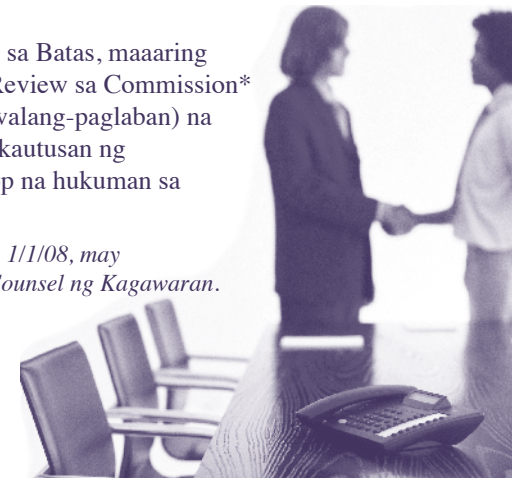 sa Batas, maaaring
Review sa Commission*
walang-paglaban) na
kautusan ng
p na hukuman sa
1/1/08, may
Counsel ng Kagawaran.